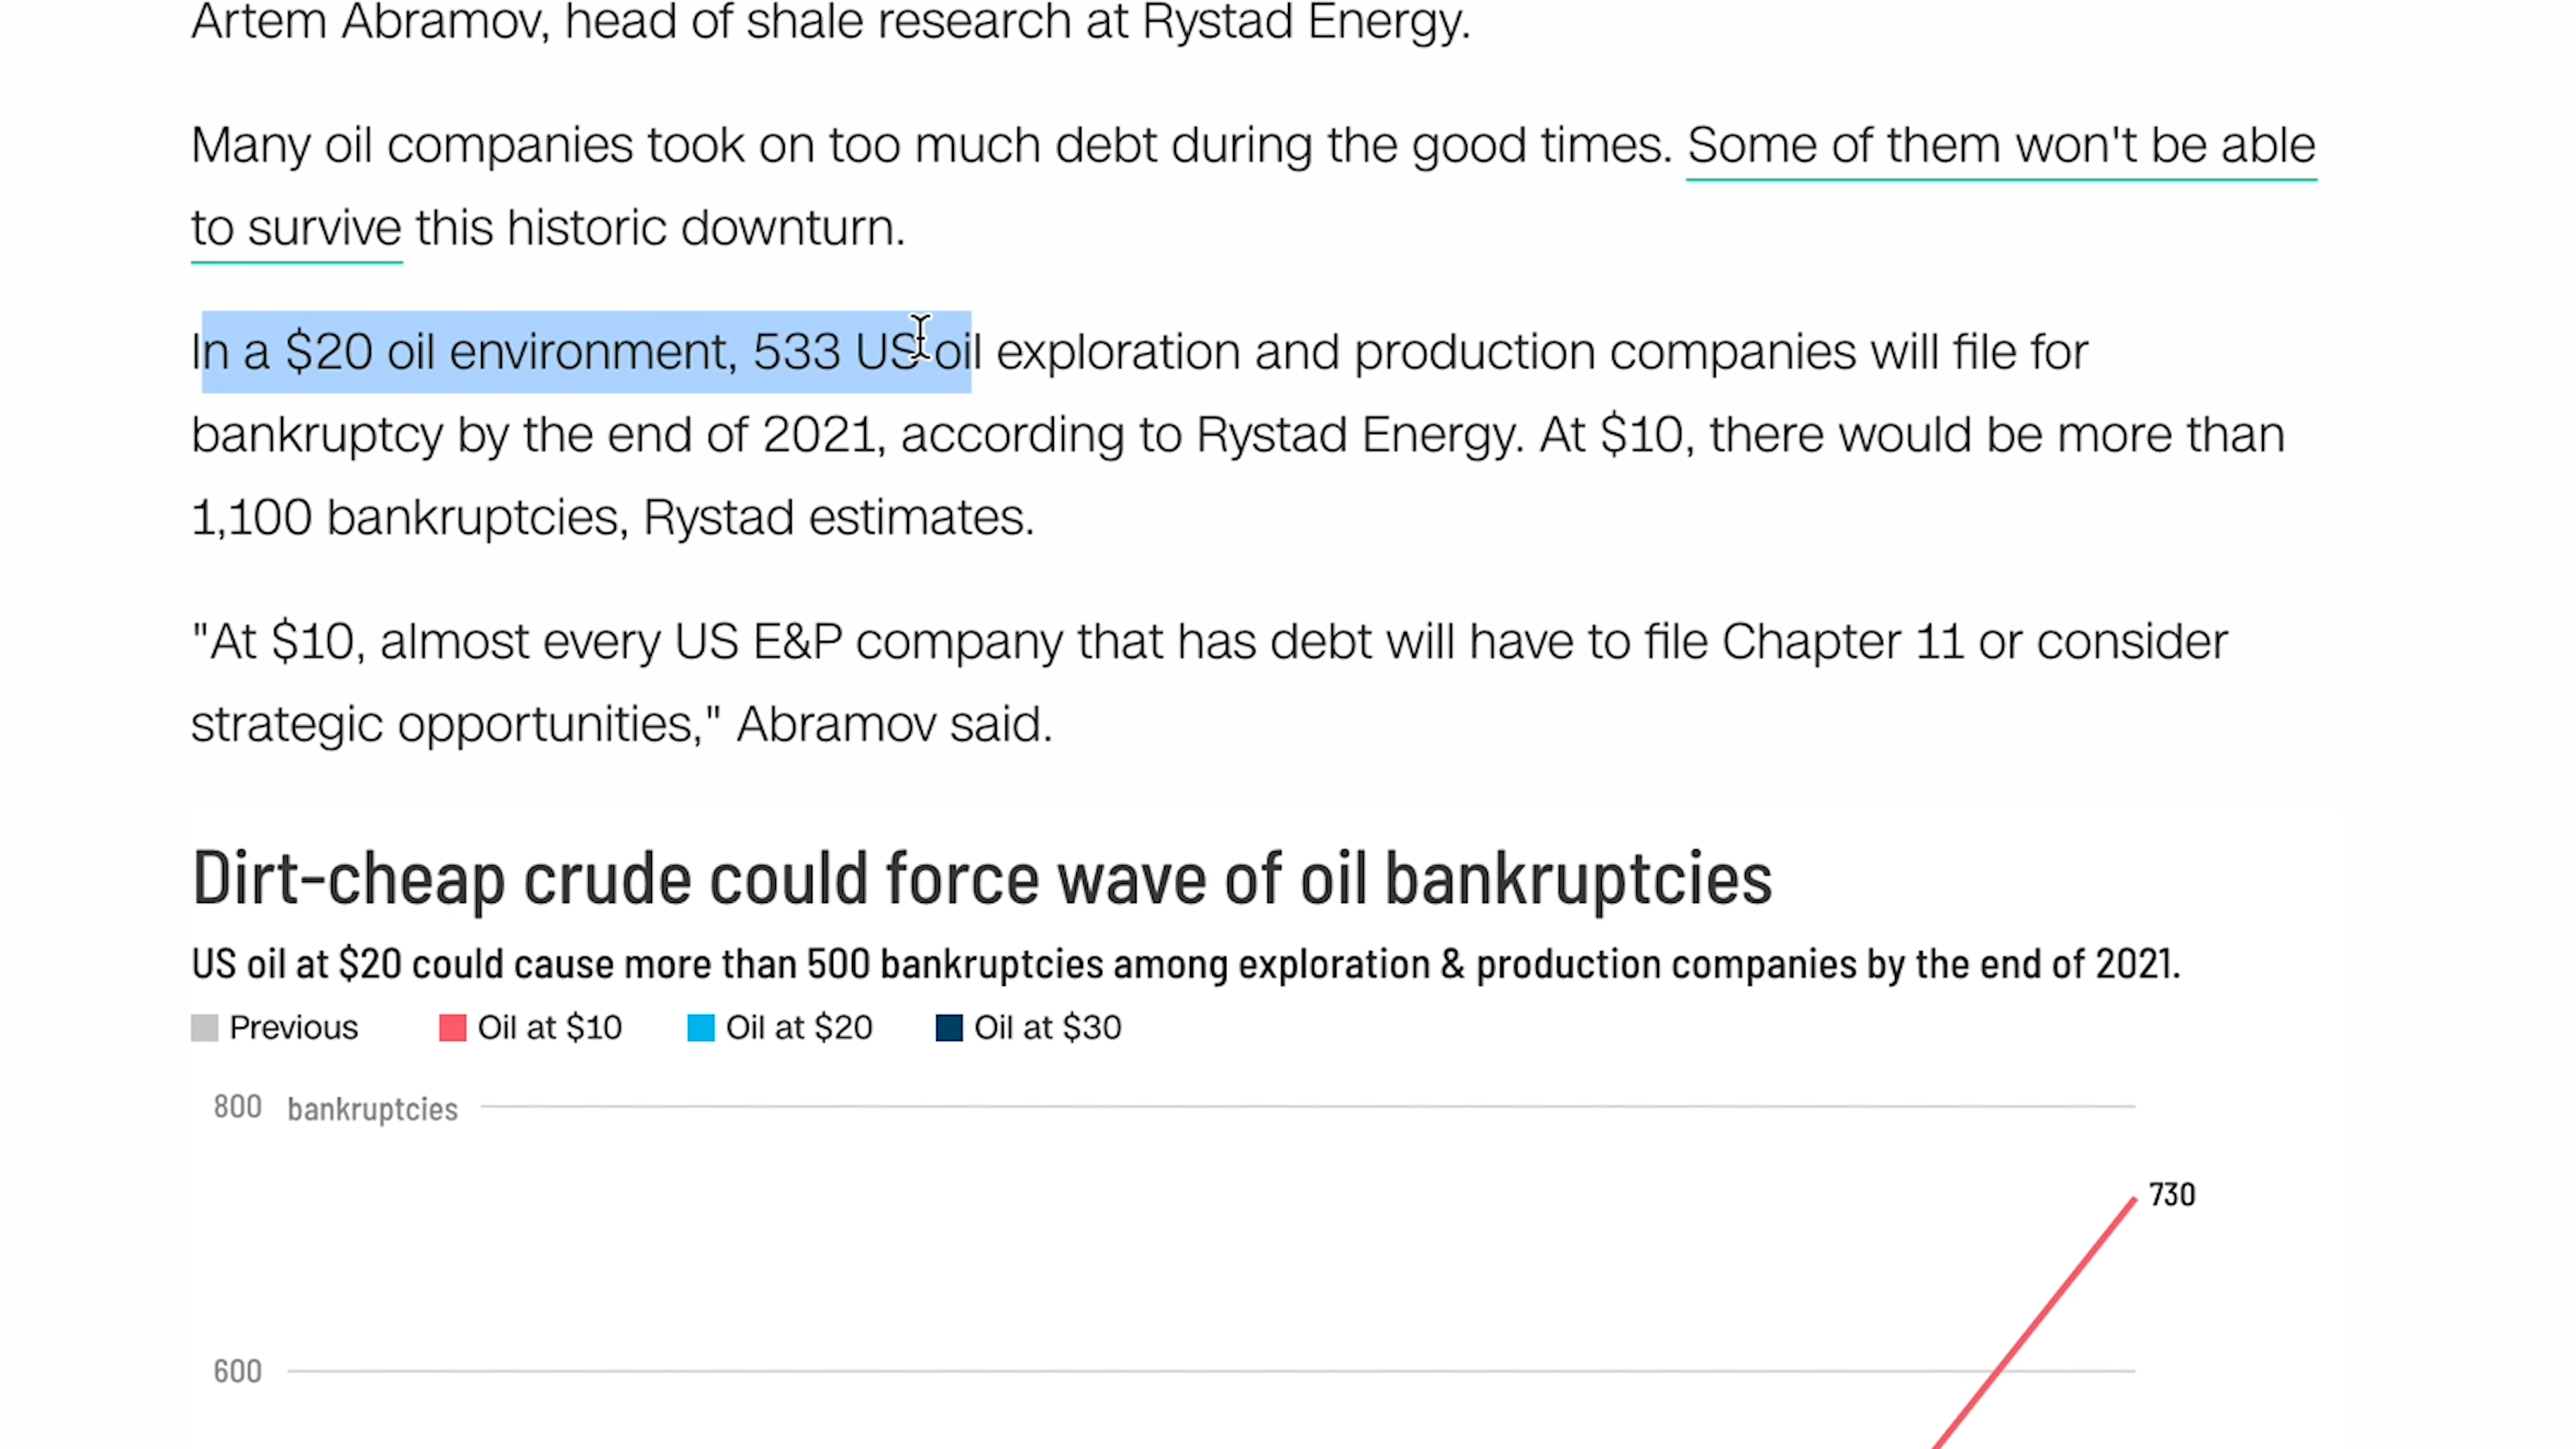 Artem Abramov, head of shale research at Rystad Energy.
Many oil companies took on too much debt during the good times. Some of them won't be able
to survive this historic downturn.
In a $20 oil environment, 533 US oil exploration and production companies will file for
bankruptcy by the end of 2021, according to Rystad Energy. At $10, there would be more than
1,100 bankruptcies, Rystad estimates.
"At $10, almost every US E&P company that has debt will have to file Chapter 11 or consider
strategic opportunities," Abramov said.
Dirt-cheap crude could force wave of oil bankruptcies
US oil at $20 could cause more than 500 bankruptcies among exploration & production companies by the end of 2021.
Previous Oil at $10 Oil at $20 Oil at $30
800 bankruptcies
730
600